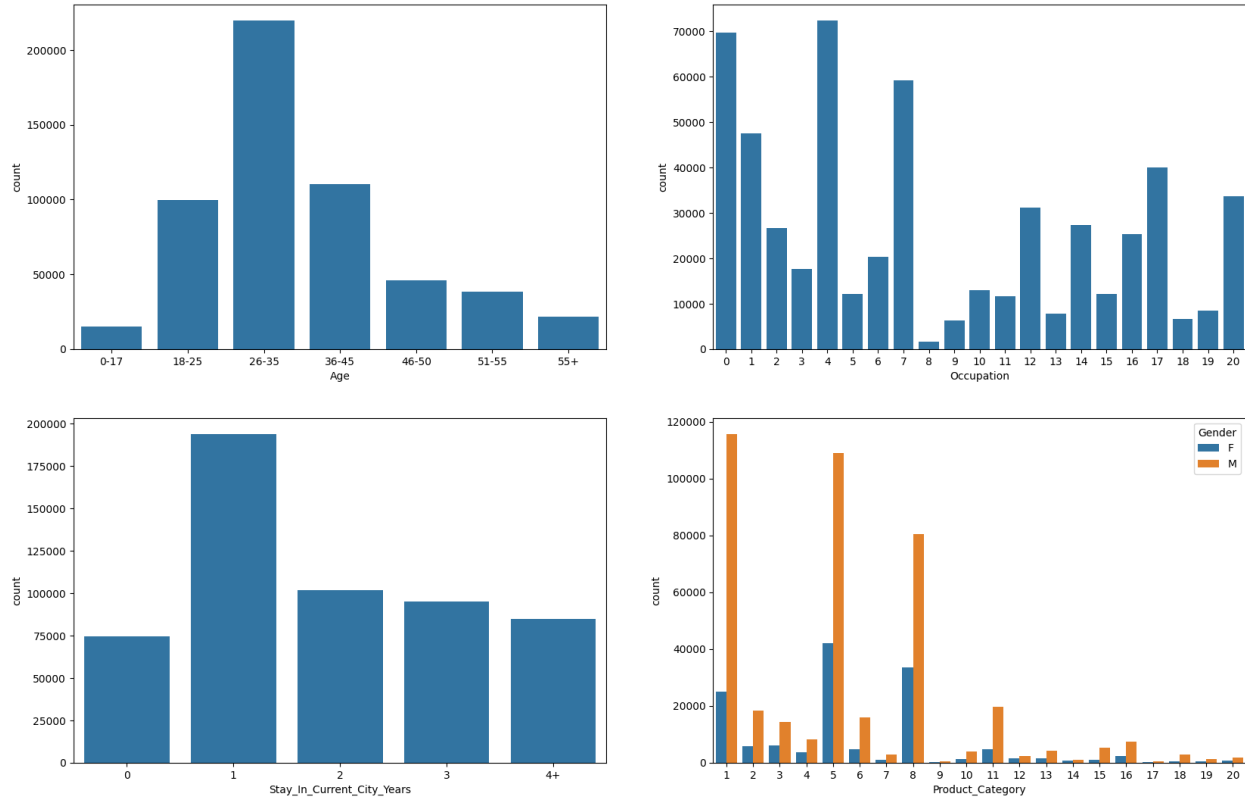 200000
150000
100000
50000
0
count
0-17 18-25 26-35 36-45 46-50 51-55 55+
Age
70000
60000
50000
40000
30000
20000
10000
0
count
0 1 2 3 4 5 6 7 8 9 10 11 12 13 14 15 16 17 18 19 20
Occupation
200000
175000
150000
125000
100000
75000
50000
25000
0
count
0 1 2 3 4+
Stay_In_Current_City_Years
120000
100000
80000
60000
40000
20000
0
count
Gender
F
M
1 2 3 4 5 6 7 8 9 10 11 12 13 14 15 16 17 18 19 20
Product_Category